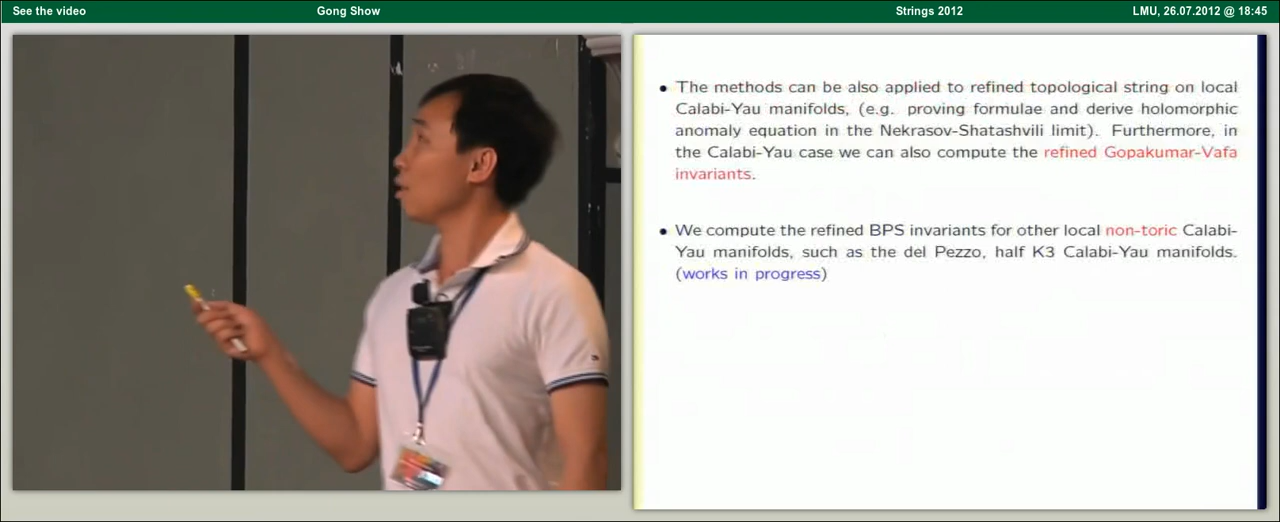 See the video Gong Show Strings 2012 LMU, 26.07.2012 @ 18:45
• The methods can be also applied to refined topological string on local
Calabi-Yau manifolds, (e.g. proving formulae and derive holomorphic
anomaly equation in the Nekrasov-Shatashvili limit). Furthermore, in
the Calabi-Yau case we can also compute the refined Gopakumar-Vafa
invariants.
• We compute the refined BPS invariants for other local non-toric Calabi-
Yau manifolds, such as the del Pezzo, half K3 Calabi-Yau manifolds.
(works in progress)